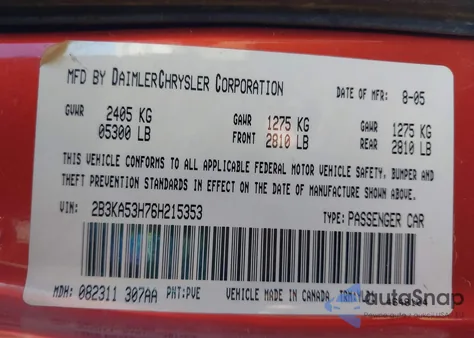 MFD BY DAIMLERCHRYSLER CORPORATION DATE OF MFR: 8-05
GVWR 2405 KG GAWR 1275 KG GAWR 1275 KG
05300 LB FRONT 2810 LB REAR 2810 LB
THIS VEHICLE CONFORMS TO ALL APPLICABLE FEDERAL MOTOR VEHICLE SAFETY, BUMPER AND
THEFT PREVENTION STANDARDS IN EFFECT ON THE DATE OF MANUFACTURE SHOWN ABOVE.
VIN: 2B3KA53H76H215353 TYPE: PASSENGER CAR
MDH: 082311 307AA PNT: PVE VEHICLE MADE IN CANADA
autoSnap